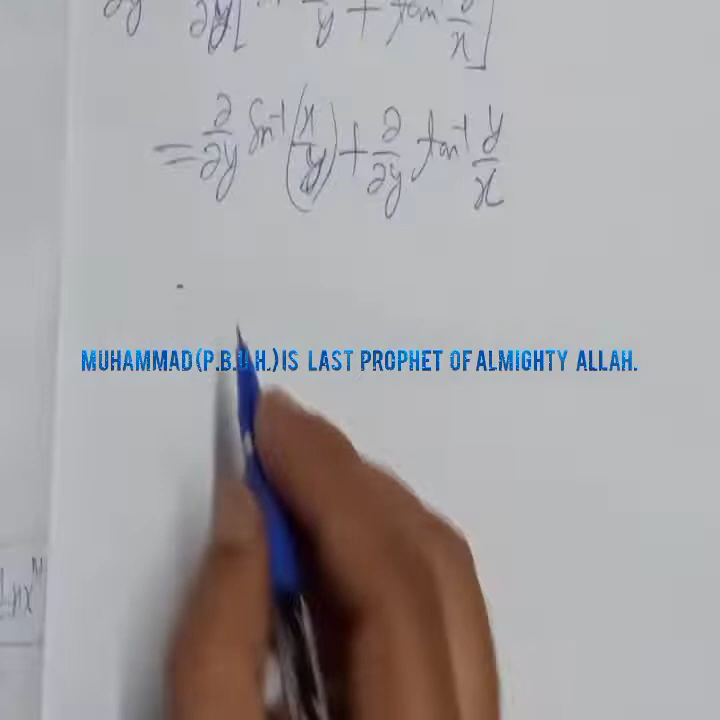 = ∂/∂y Sin⁻¹(x/y) + ∂/∂y tan⁻¹ y/x
MUHAMMAD (P.B.U.H.) IS LAST PROPHET OF ALMIGHTY ALLAH.